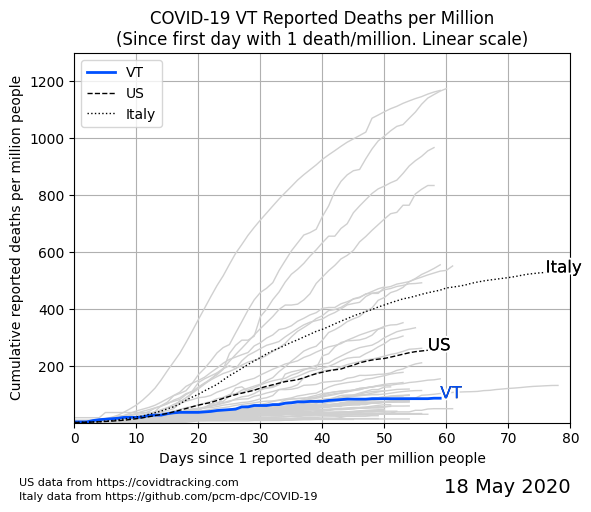 COVID-19 VT Reported Deaths per Million
(Since first day with 1 death/million. Linear scale)
Cumulative reported deaths per million people
1200
1000
800
600
400
200
VT
US
Italy
Italy
US
VT
0
10
20
30
40
50
60
70
80
Days since 1 reported death per million people
US data from https://covidtracking.com
Italy data from https://github.com/pcm-dpc/COVID-19
18 May 2020